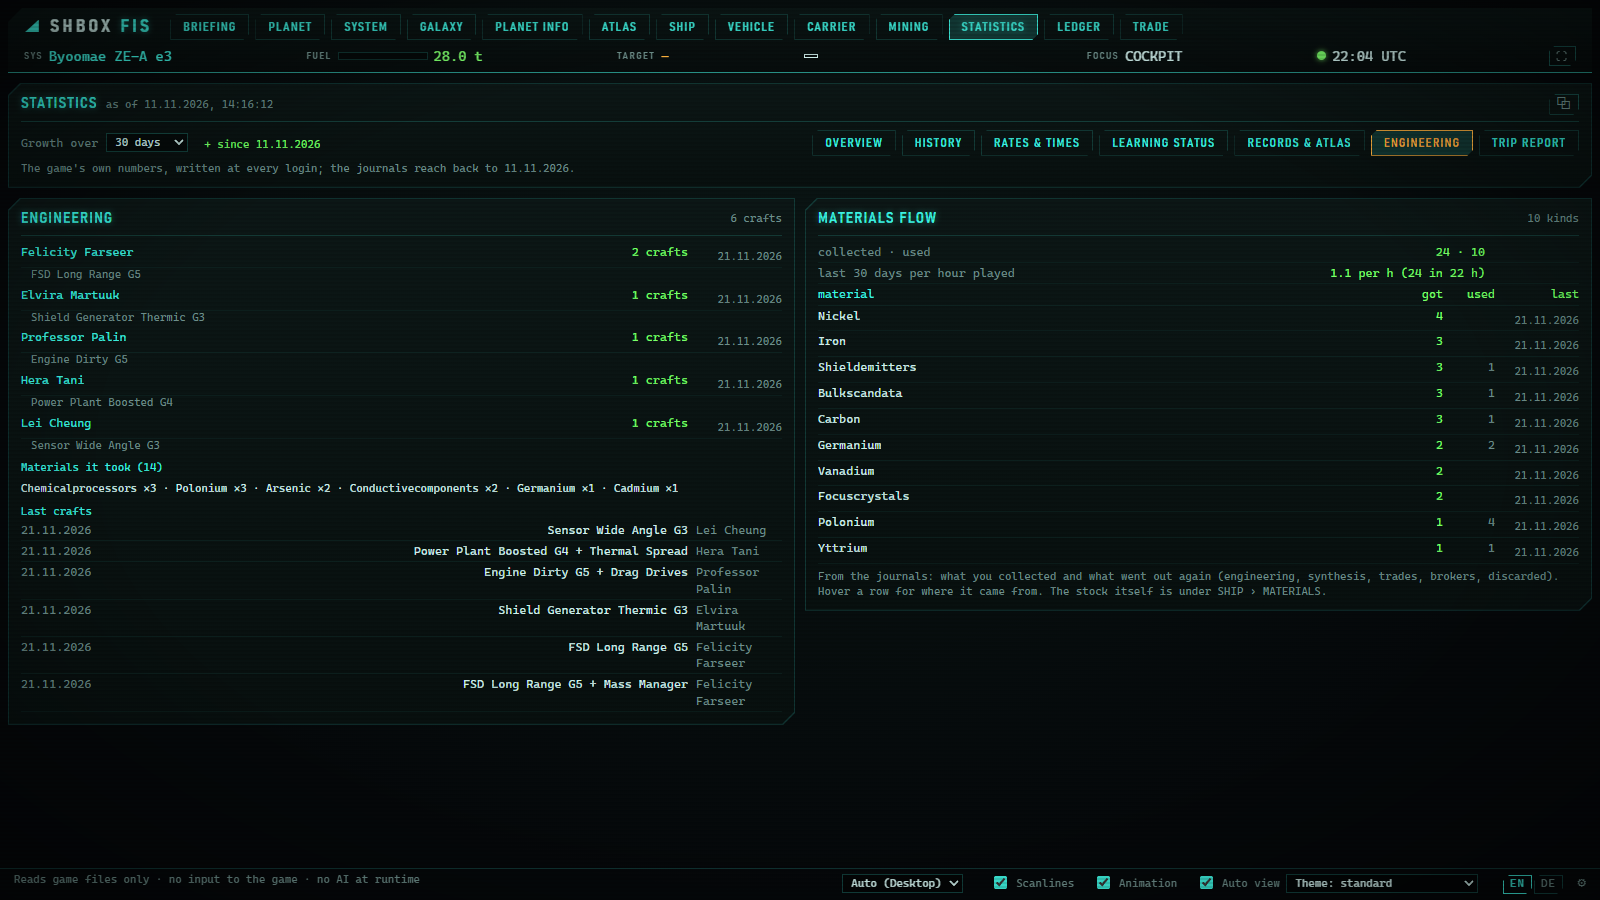 SHBOX FIS BRIEFING PLANET SYSTEM GALAXY PLANET INFO ATLAS SHIP VEHICLE CARRIER MINING STATISTICS LEDGER TRADE
SYS Byoomae ZE-A e3 FUEL 28.0 t TARGET — FOCUS COCKPIT 22:04 UTC
STATISTICS as of 11.11.2026, 14:16:12
Growth over 30 days + since 11.11.2026 OVERVIEW HISTORY RATES & TIMES LEARNING STATUS RECORDS & ATLAS ENGINEERING TRIP REPORT
The game's own numbers, written at every login; the journals reach back to 11.11.2026.
ENGINEERING 6 crafts
Felicity Farseer 2 crafts 21.11.2026
FSD Long Range G5
Elvira Martuuk 1 crafts 21.11.2026
Shield Generator Thermic G3
Professor Palin 1 crafts 21.11.2026
Engine Dirty G5
Hera Tani 1 crafts 21.11.2026
Power Plant Boosted G4
Lei Cheung 1 crafts 21.11.2026
Sensor Wide Angle G3
Materials it took (14)
Chemicalprocessors ×3 · Polonium ×3 · Arsenic ×2 · Conductivecomponents ×2 · Germanium ×1 · Cadmium ×1
Last crafts
21.11.2026 Sensor Wide Angle G3 Lei Cheung
21.11.2026 Power Plant Boosted G4 + Thermal Spread Hera Tani
21.11.2026 Engine Dirty G5 + Drag Drives Professor
Palin
21.11.2026 Shield Generator Thermic G3 Elvira
Martuuk
21.11.2026 FSD Long Range G5 Felicity
Farseer
21.11.2026 FSD Long Range G5 + Mass Manager Felicity
Farseer
MATERIALS FLOW 10 kinds
collected · used 24 · 10
last 30 days per hour played 1.1 per h (24 in 22 h)
material got used last
Nickel 4 21.11.2026
Iron 3 21.11.2026
Shieldemitters 3 1 21.11.2026
Bulkscandata 3 1 21.11.2026
Carbon 3 1 21.11.2026
Germanium 2 2 21.11.2026
Vanadium 2 21.11.2026
Focuscrystals 2 21.11.2026
Polonium 1 4 21.11.2026
Yttrium 1 1 21.11.2026
From the journals: what you collected and what went out again (engineering, synthesis, trades, brokers, discarded).
Hover a row for where it came from. The stock itself is under SHIP › MATERIALS.
Reads game files only · no input to the game · no AI at runtime Auto (Desktop) Scanlines Animation Auto view Theme: standard EN DE